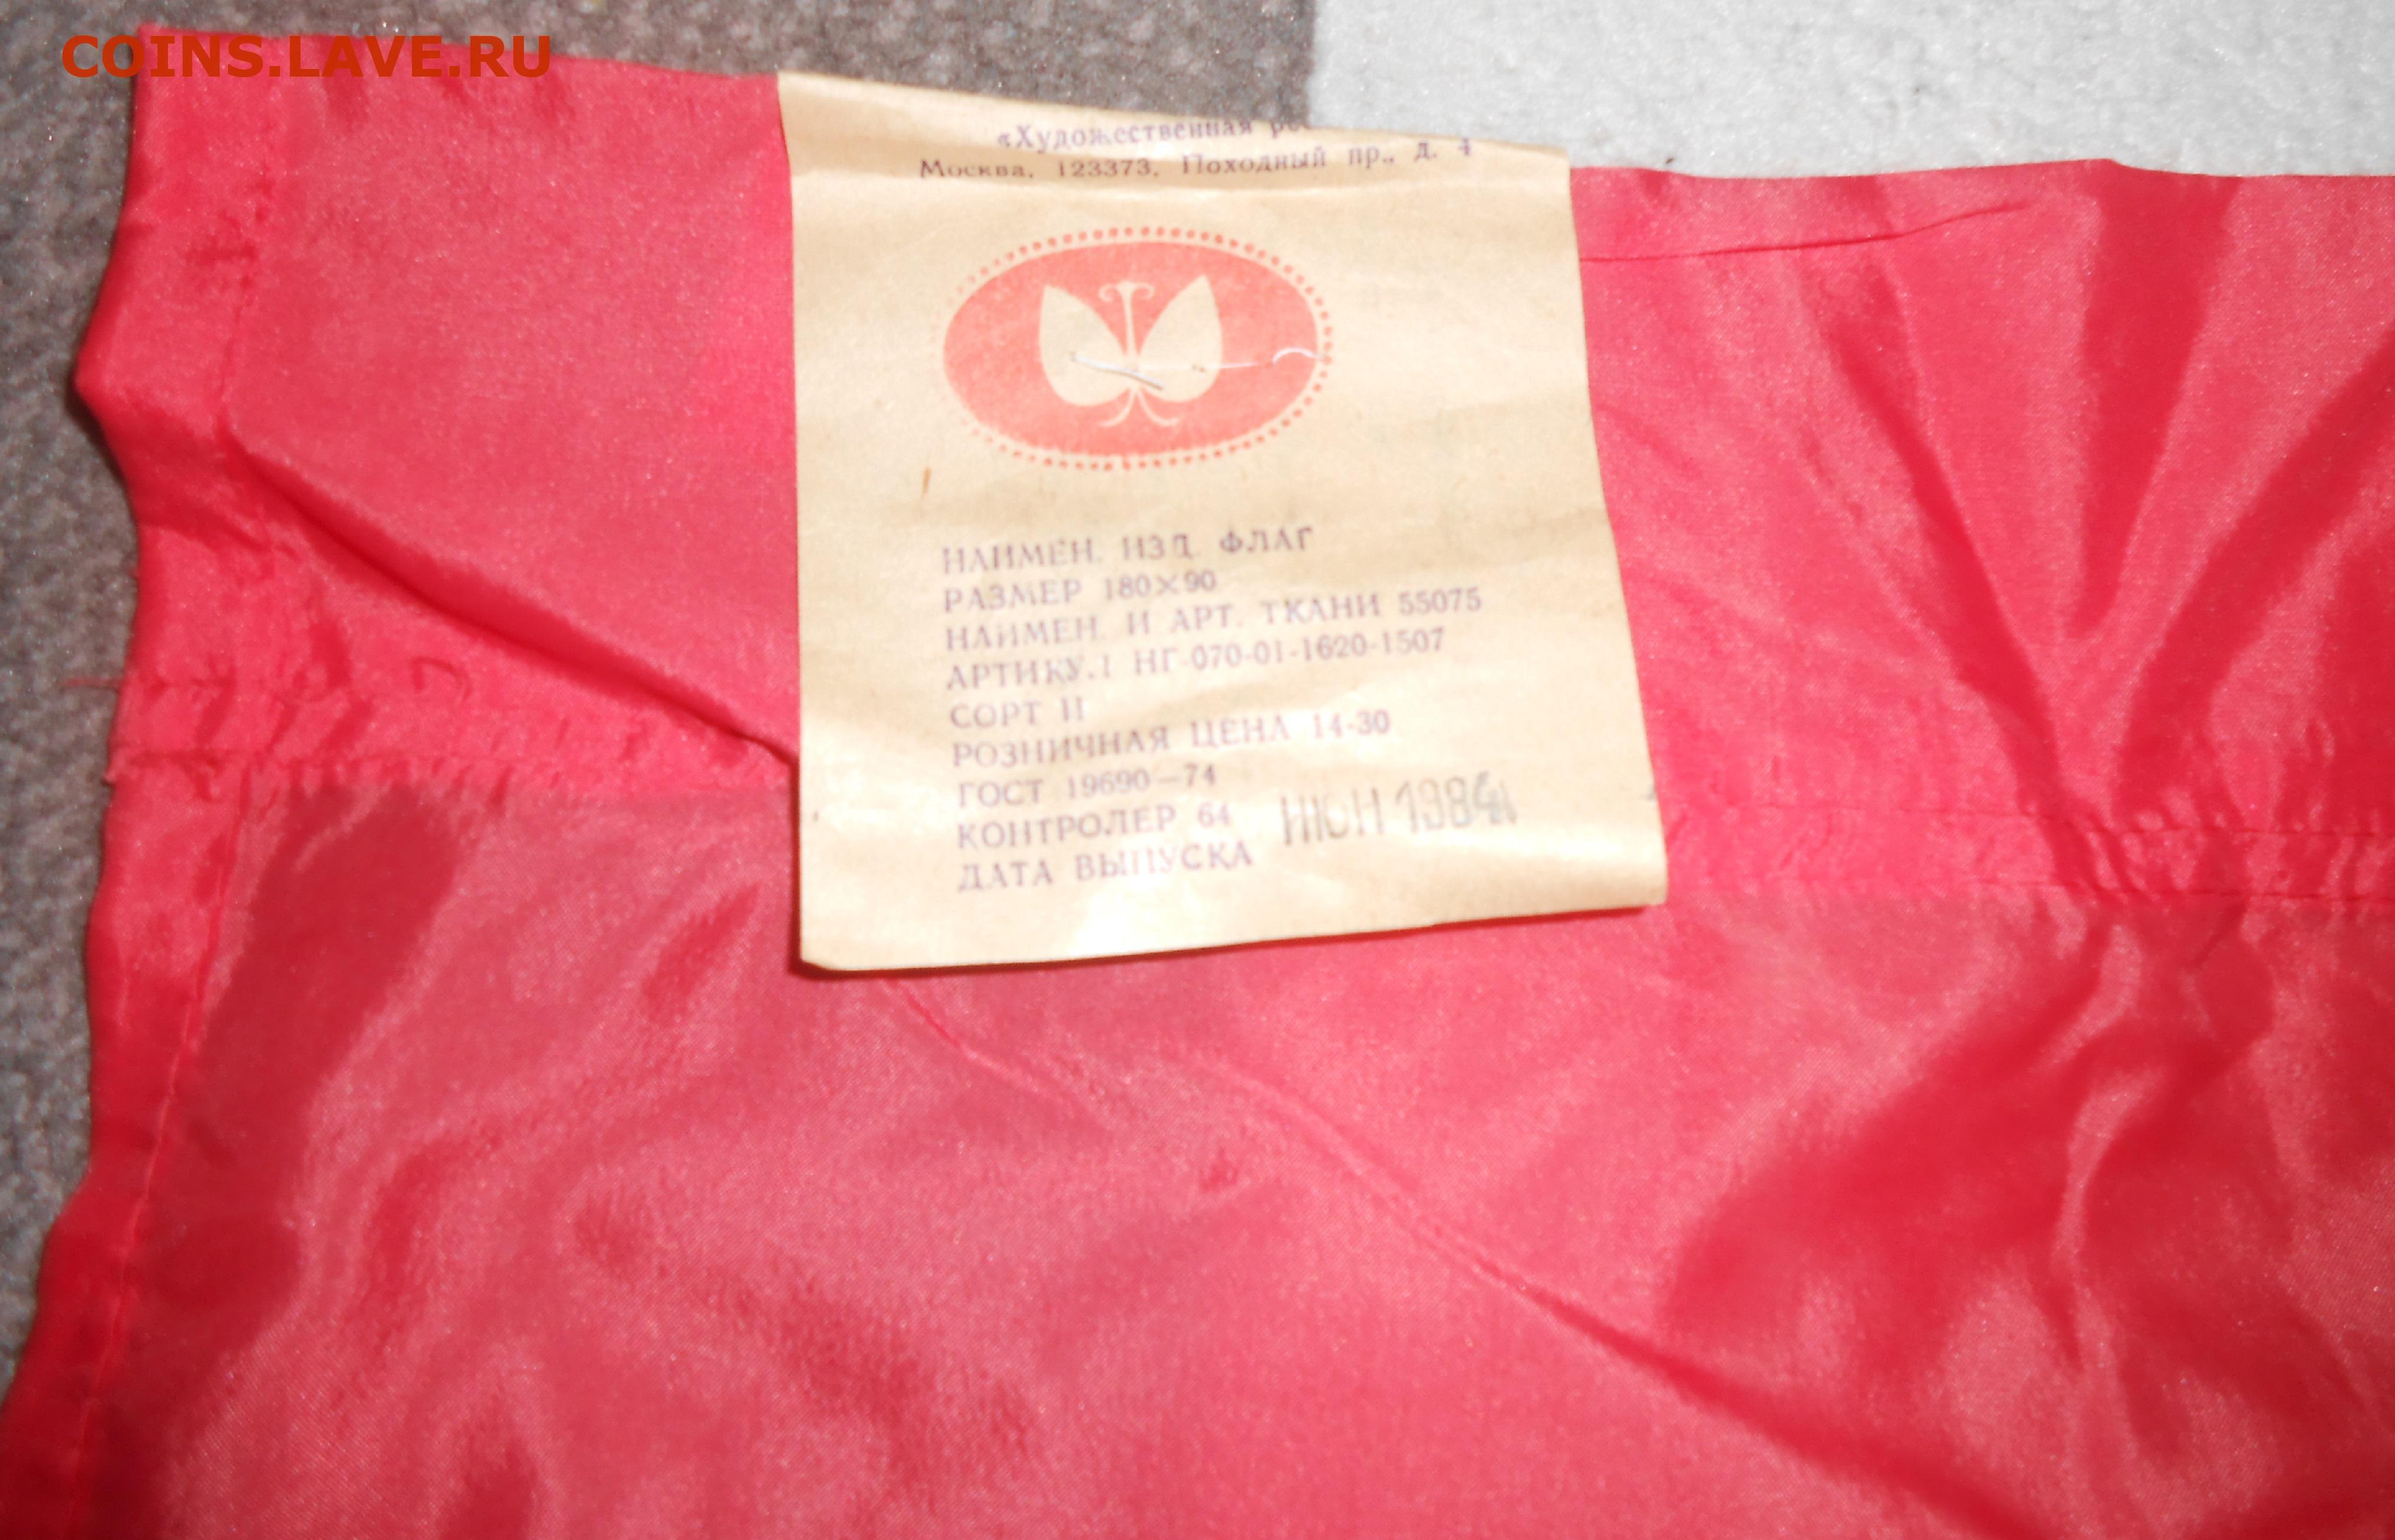 COINS.LAVE.RU
«Художественная
Москва, 123373, Походный пр., д. 4
НАИМЕН. ИЗД. ФЛАГ
РАЗМЕР 180×90
НАИМЕН. И АРТ. ТКАНИ 55075
АРТИКУЛ НГ-070-01-1620-1507
СОРТ II
РОЗНИЧНАЯ ЦЕНА 14-30
ГОСТ 19690—74
КОНТРОЛЕР 64
ДАТА ВЫПУСКА
1984